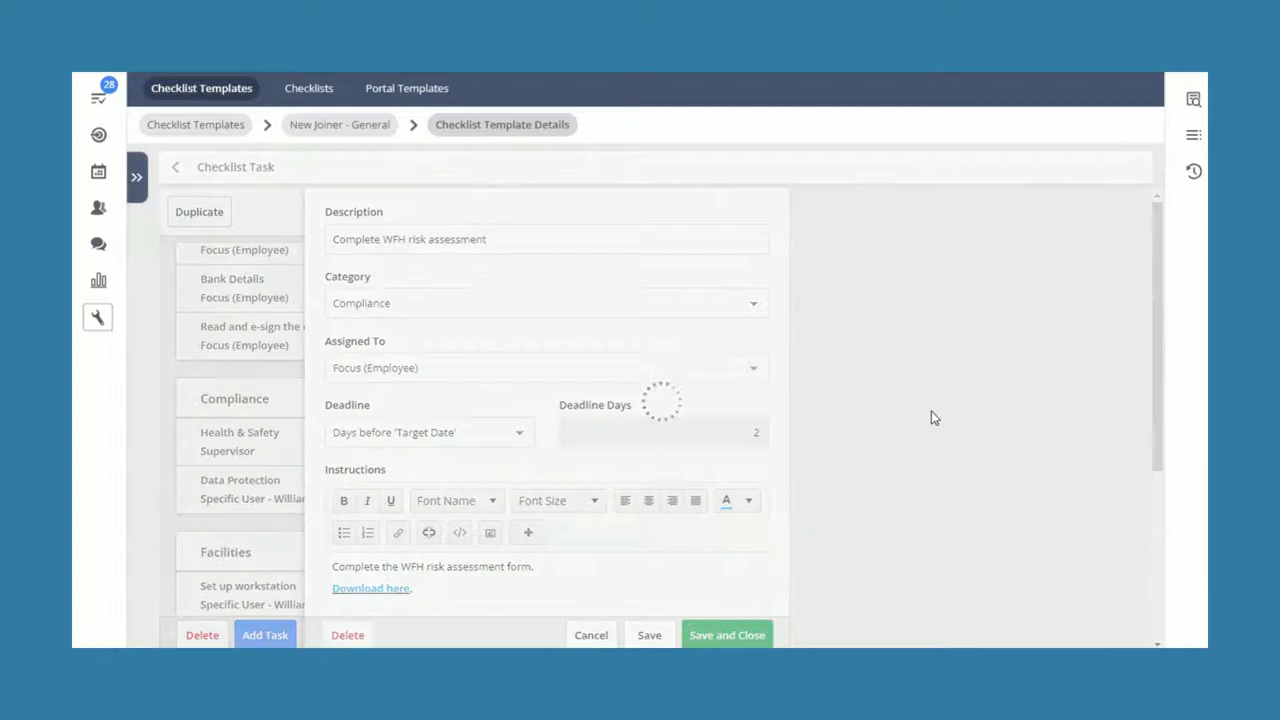 28
Checklist Templates
Checklists
Portal Templates
Checklist Templates
New Joiner - General
Checklist Template Details
Checklist Task
Duplicate
Focus (Employee)
Bank Details
Focus (Employee)
Read and e-sign the
Focus (Employee)
Compliance
Health & Safety
Supervisor
Data Protection
Specific User - Willia
Facilities
Set up workstation
Specific User - Willia
Delete
Add Task
Description
Complete WFH risk assessment
Category
Compliance
Assigned To
Focus (Employee)
Deadline
Deadline Days
Days before 'Target Date'
2
Instructions
B I U Font Name Font Size A
Complete the WFH risk assessment form.
Download here.
Delete
Cancel
Save
Save and Close